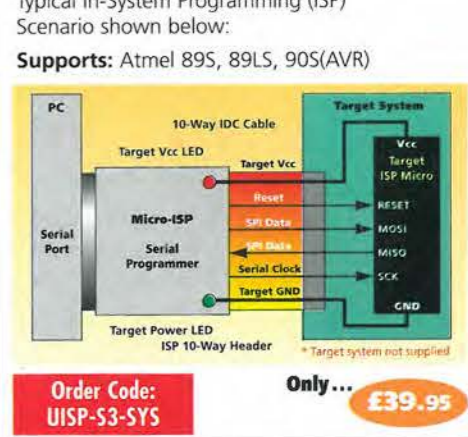 Typical In-System Programming (ISP)
Scenario shown below:
Supports: Atmel 89S, 89LS, 90S(AVR)
PC
10-Way IDC Cable
Target System
Target Vcc LED
Target Vcc
Vcc
Target
ISP Micro
Reset
RESET
Micro-ISP
SPI Data
MOSI
Serial
Port
Serial
Programmer
SPI Data
MISO
Serial Clock
SCK
Target GND
GND
Target Power LED
ISP 10-Way Header
* Target system not supplied
Order Code:
UISP-S3-SYS
Only...
£39.95